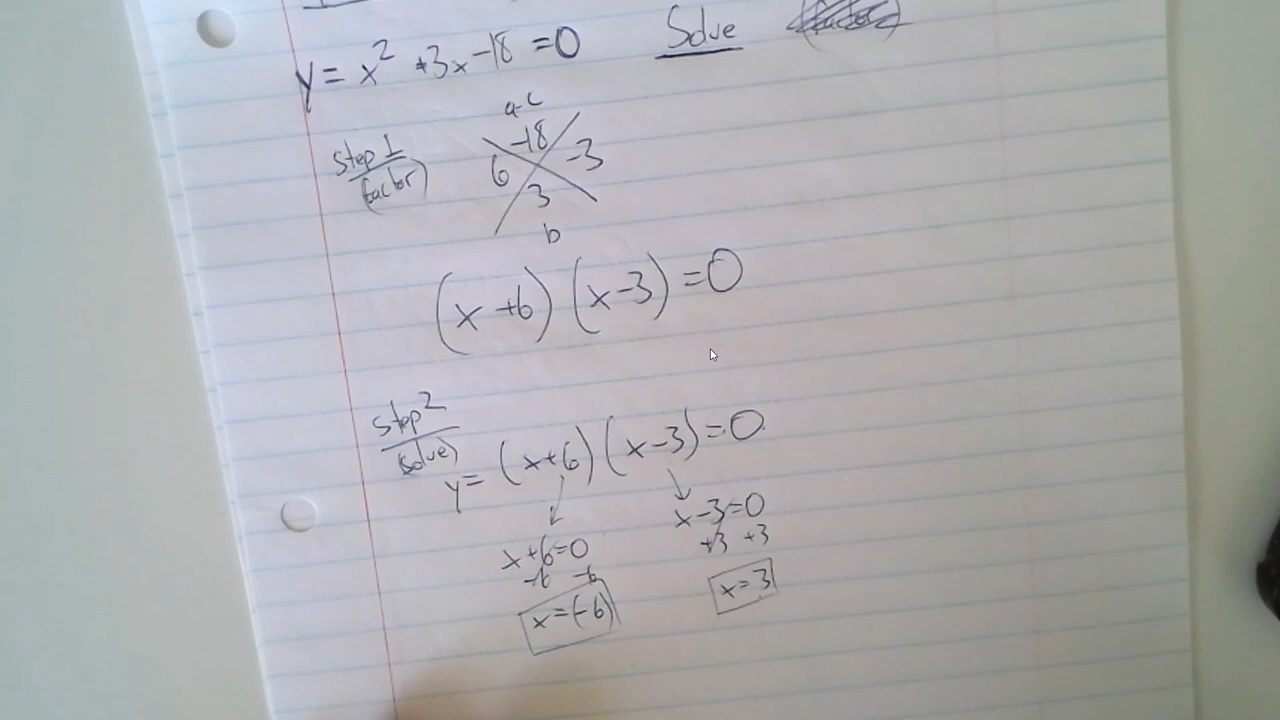 y = x² +3x -18 = 0 Solve
a·c
Step 1 -18
(factor) 6 -3
3
b
(x +6) (x -3) = 0
Step 2
(solve) y = (x+6) (x-3) = 0
x-3=0
x+6=0 +3 +3
-6 -6 x=3
x=(-6)